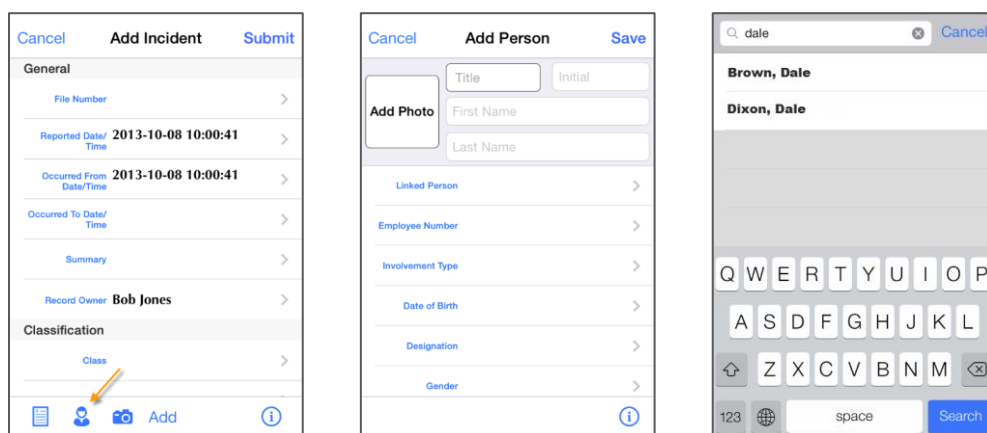 Cancel Add Incident Submit
General
File Number
Reported Date/ 2013-10-08 10:00:41
Time
Occurred From 2013-10-08 10:00:41
Date/Time
Occurred To Date/
Time
Summary
Record Owner Bob Jones
Classification
Class
Add
Cancel Add Person Save
Add Photo
Title Initial
First Name
Last Name
Linked Person
Employee Number
Involvement Type
Date of Birth
Designation
Gender
dale Cancel
Brown, Dale
Dixon, Dale
Q W E R T Y U I O P
A S D F G H J K L
Z X C V B N M
123 space Search